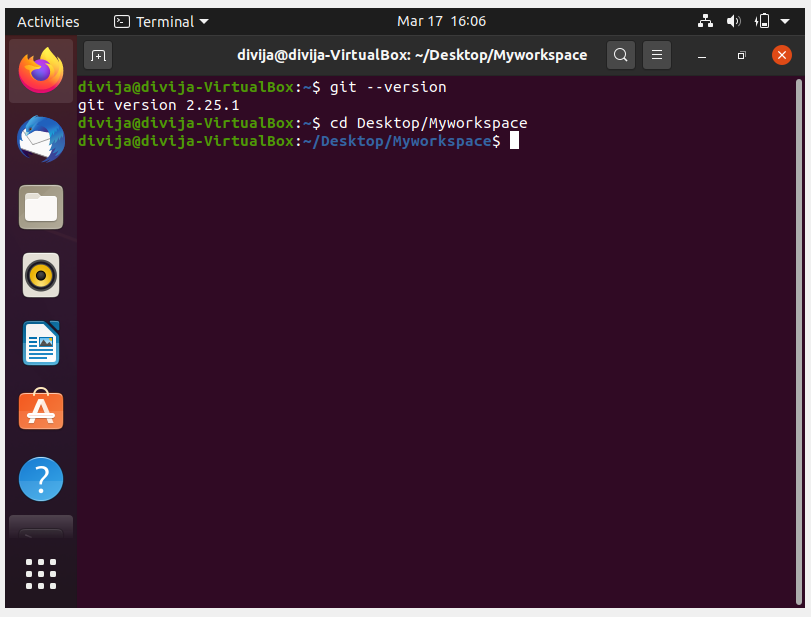 Activities Terminal Mar 17 16:06
divija@divija-VirtualBox: ~/Desktop/Myworkspace
divija@divija-VirtualBox:~$ git --version
git version 2.25.1
divija@divija-VirtualBox:~$ cd Desktop/Myworkspace
divija@divija-VirtualBox:~/Desktop/Myworkspace$